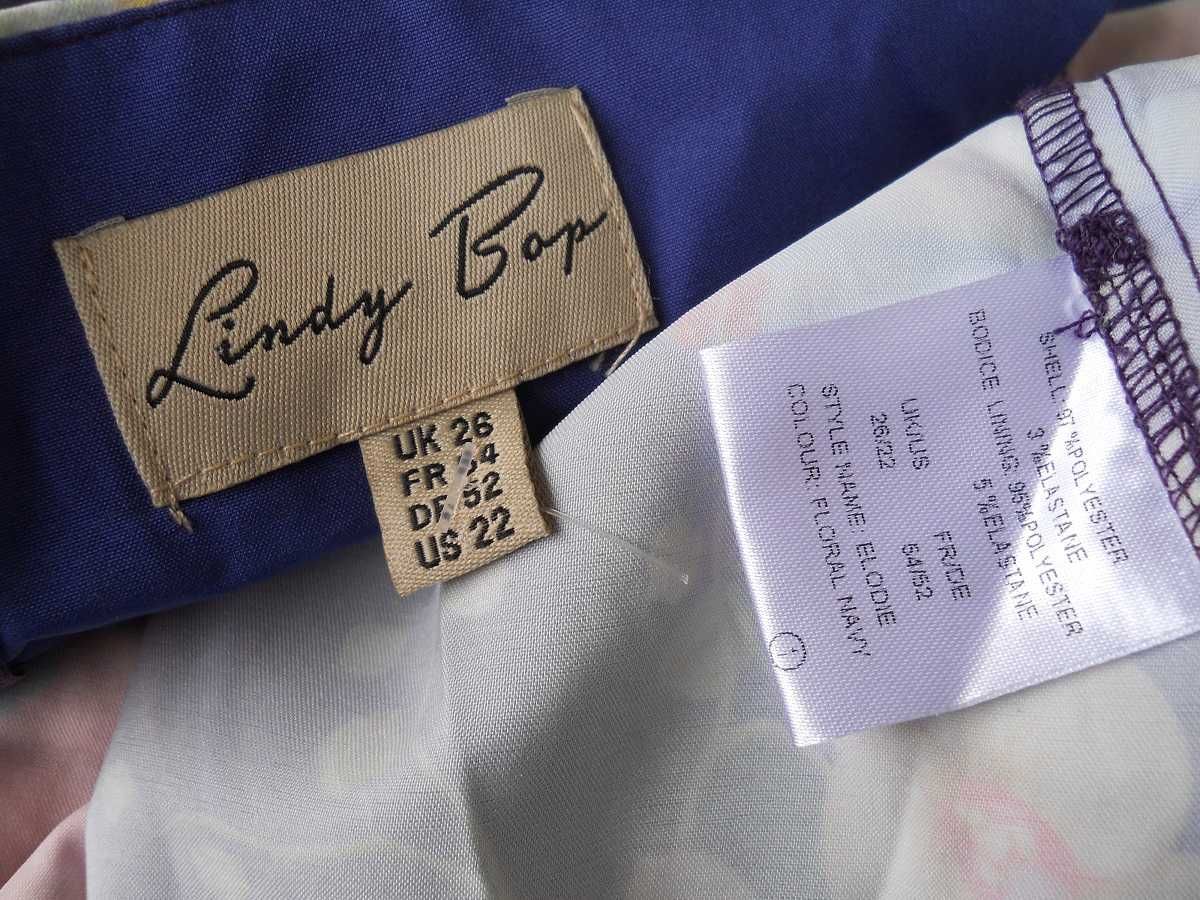 Lindy Bop
UK 26
FR 54
DE 52
US 22
SHELL: 97%POLYESTER
3%ELASTANE
BODICE LINING: 95%POLYESTER
5%ELASTANE
UK/US FR/DE
26/22 54/52
STYLE MAME: ELODIE
COLOUR: FLORAL NAVY